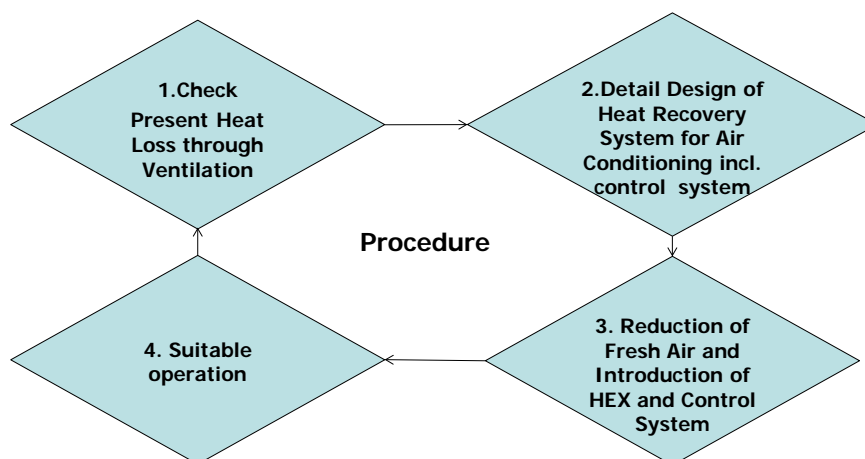 1.Check
Present Heat
Loss through
Ventilation
2.Detail Design of
Heat Recovery
System for Air
Conditioning incl.
control system
Procedure
3. Reduction of
Fresh Air and
Introduction of
HEX and Control
System
4. Suitable
operation